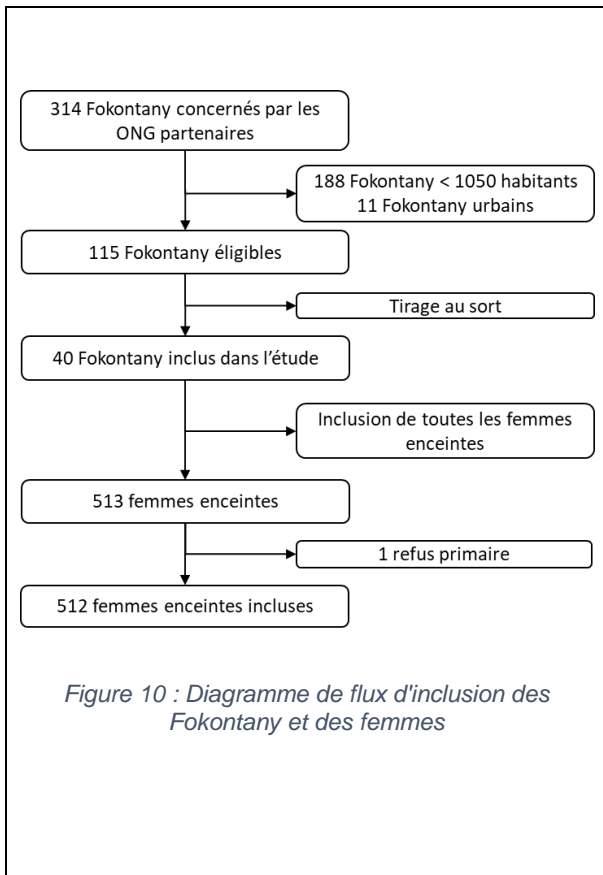 314 Fokontany concernés par les
ONG partenaires
188 Fokontany < 1050 habitants
11 Fokontany urbains
115 Fokontany éligibles
Tirage au sort
40 Fokontany inclus dans l’étude
Inclusion de toutes les femmes
enceintes
513 femmes enceintes
1 refus primaire
512 femmes enceintes incluses
Figure 10 : Diagramme de flux d'inclusion des
Fokontany et des femmes